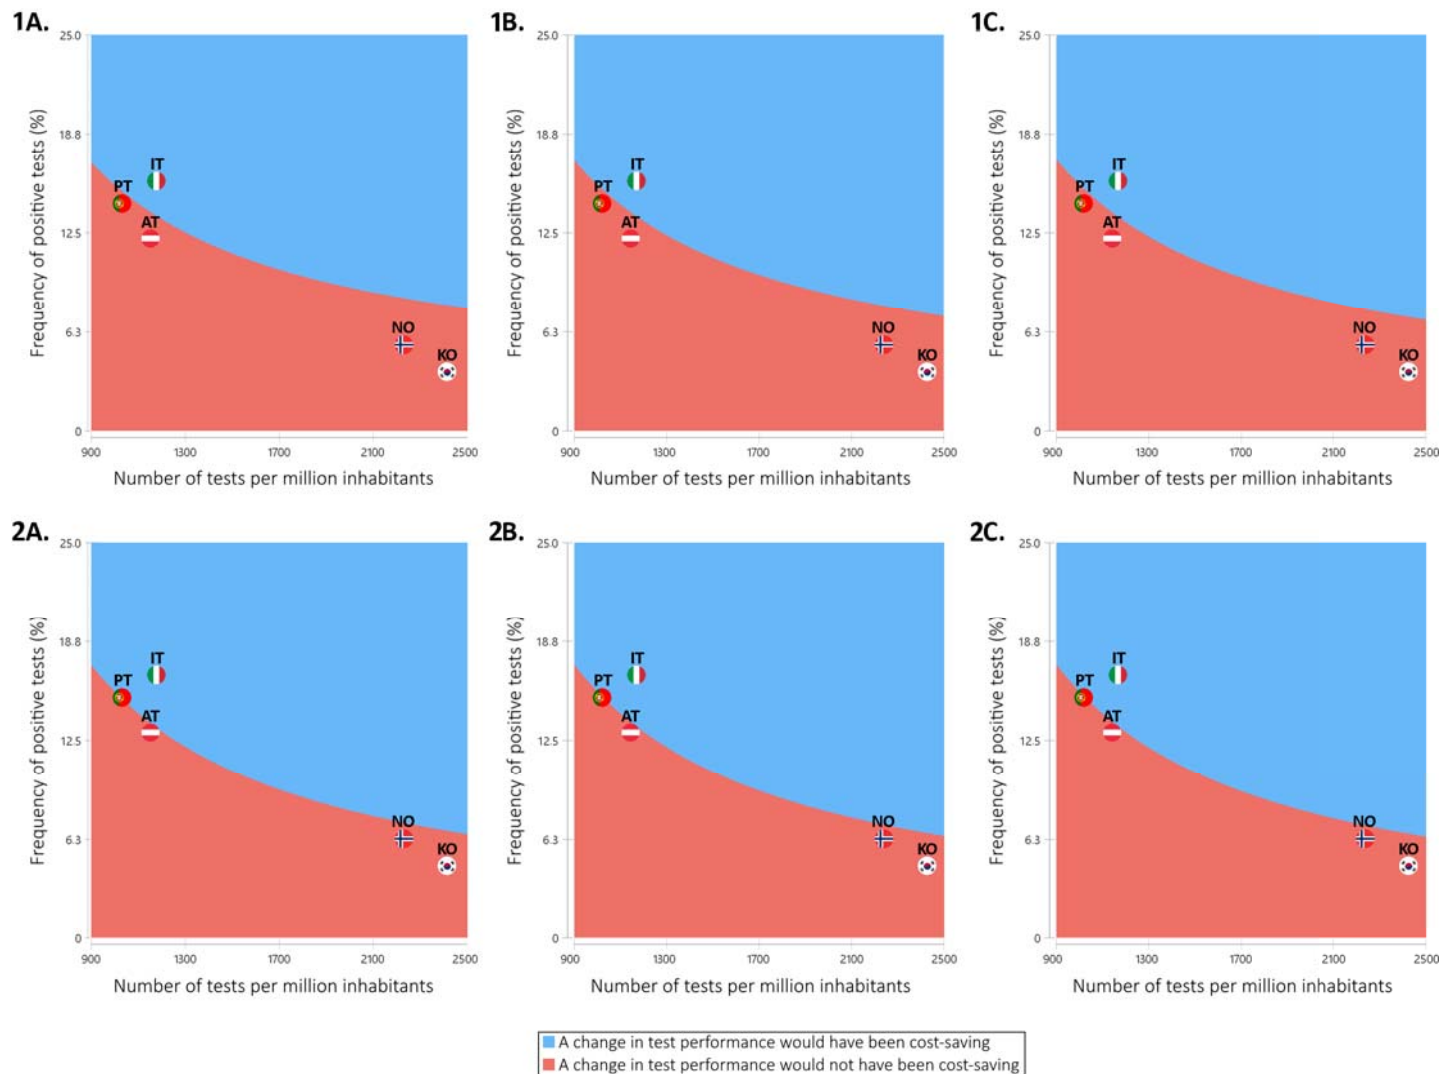 1A.
25.0
18.8
12.5
6.3
0
Frequency of positive tests (%)
IT
PT
AT
NO
KO
900 1300 1700 2100 2500
Number of tests per million inhabitants
1B.
25.0
18.8
12.5
6.3
0
Frequency of positive tests (%)
IT
PT
AT
NO
KO
900 1300 1700 2100 2500
Number of tests per million inhabitants
1C.
25.0
18.8
12.5
6.3
0
Frequency of positive tests (%)
IT
PT
AT
NO
KO
900 1300 1700 2100 2500
Number of tests per million inhabitants
2A.
25.0
18.8
12.5
6.3
0
Frequency of positive tests (%)
IT
PT
AT
NO
KO
900 1300 1700 2100 2500
Number of tests per million inhabitants
2B.
25.0
18.8
12.5
6.3
0
Frequency of positive tests (%)
IT
PT
AT
NO
KO
900 1300 1700 2100 2500
Number of tests per million inhabitants
2C.
25.0
18.8
12.5
6.3
0
Frequency of positive tests (%)
IT
PT
AT
NO
KO
900 1300 1700 2100 2500
Number of tests per million inhabitants
A change in test performance would have been cost-saving
A change in test performance would not have been cost-saving